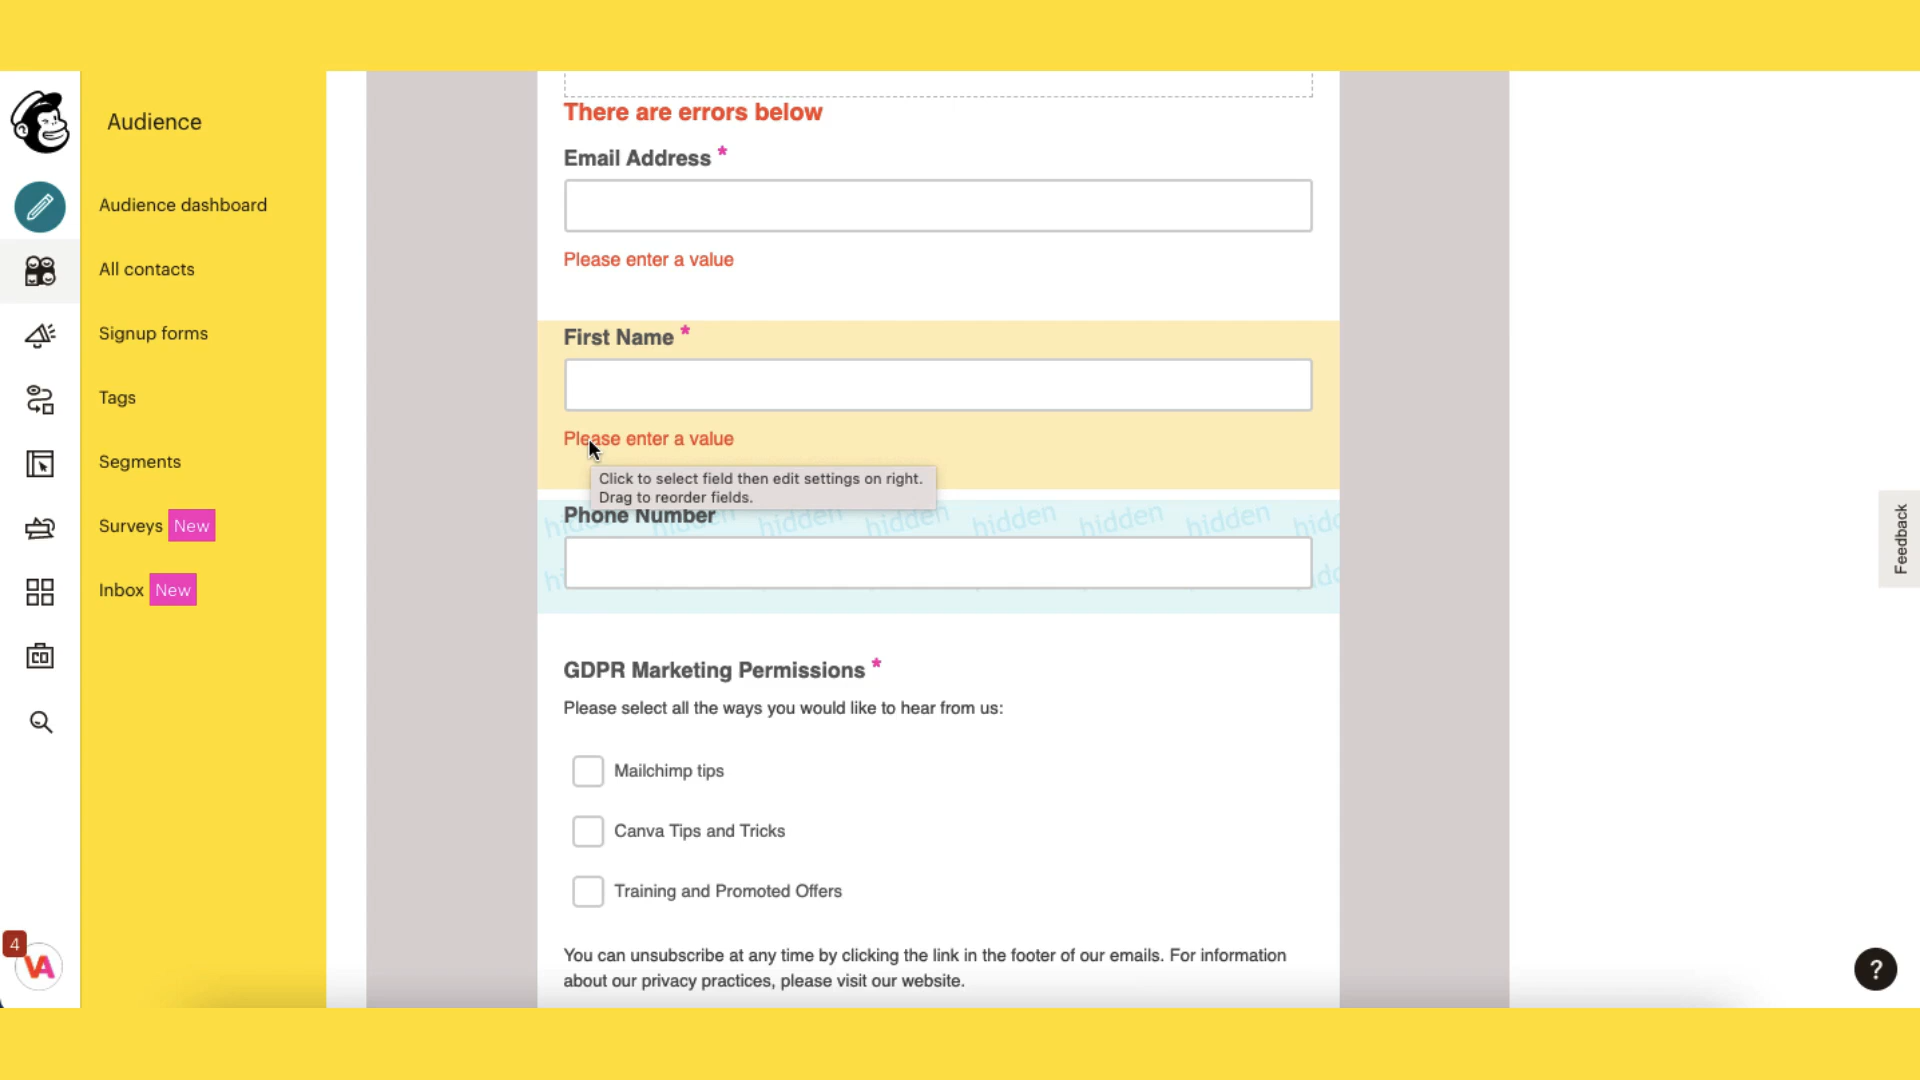 Audience
Audience dashboard
All contacts
Signup forms
Tags
Segments
Surveys New
Inbox New
4
VA
There are errors below
Email Address *
Please enter a value
First Name *
Please enter a value
Click to select field then edit settings on right.
Drag to reorder fields.
Phone Number
hidden hidden hidden hidden hidden
GDPR Marketing Permissions *
Please select all the ways you would like to hear from us:
Mailchimp tips
Canva Tips and Tricks
Training and Promoted Offers
You can unsubscribe at any time by clicking the link in the footer of our emails. For information
about our privacy practices, please visit our website.
Feedback
?